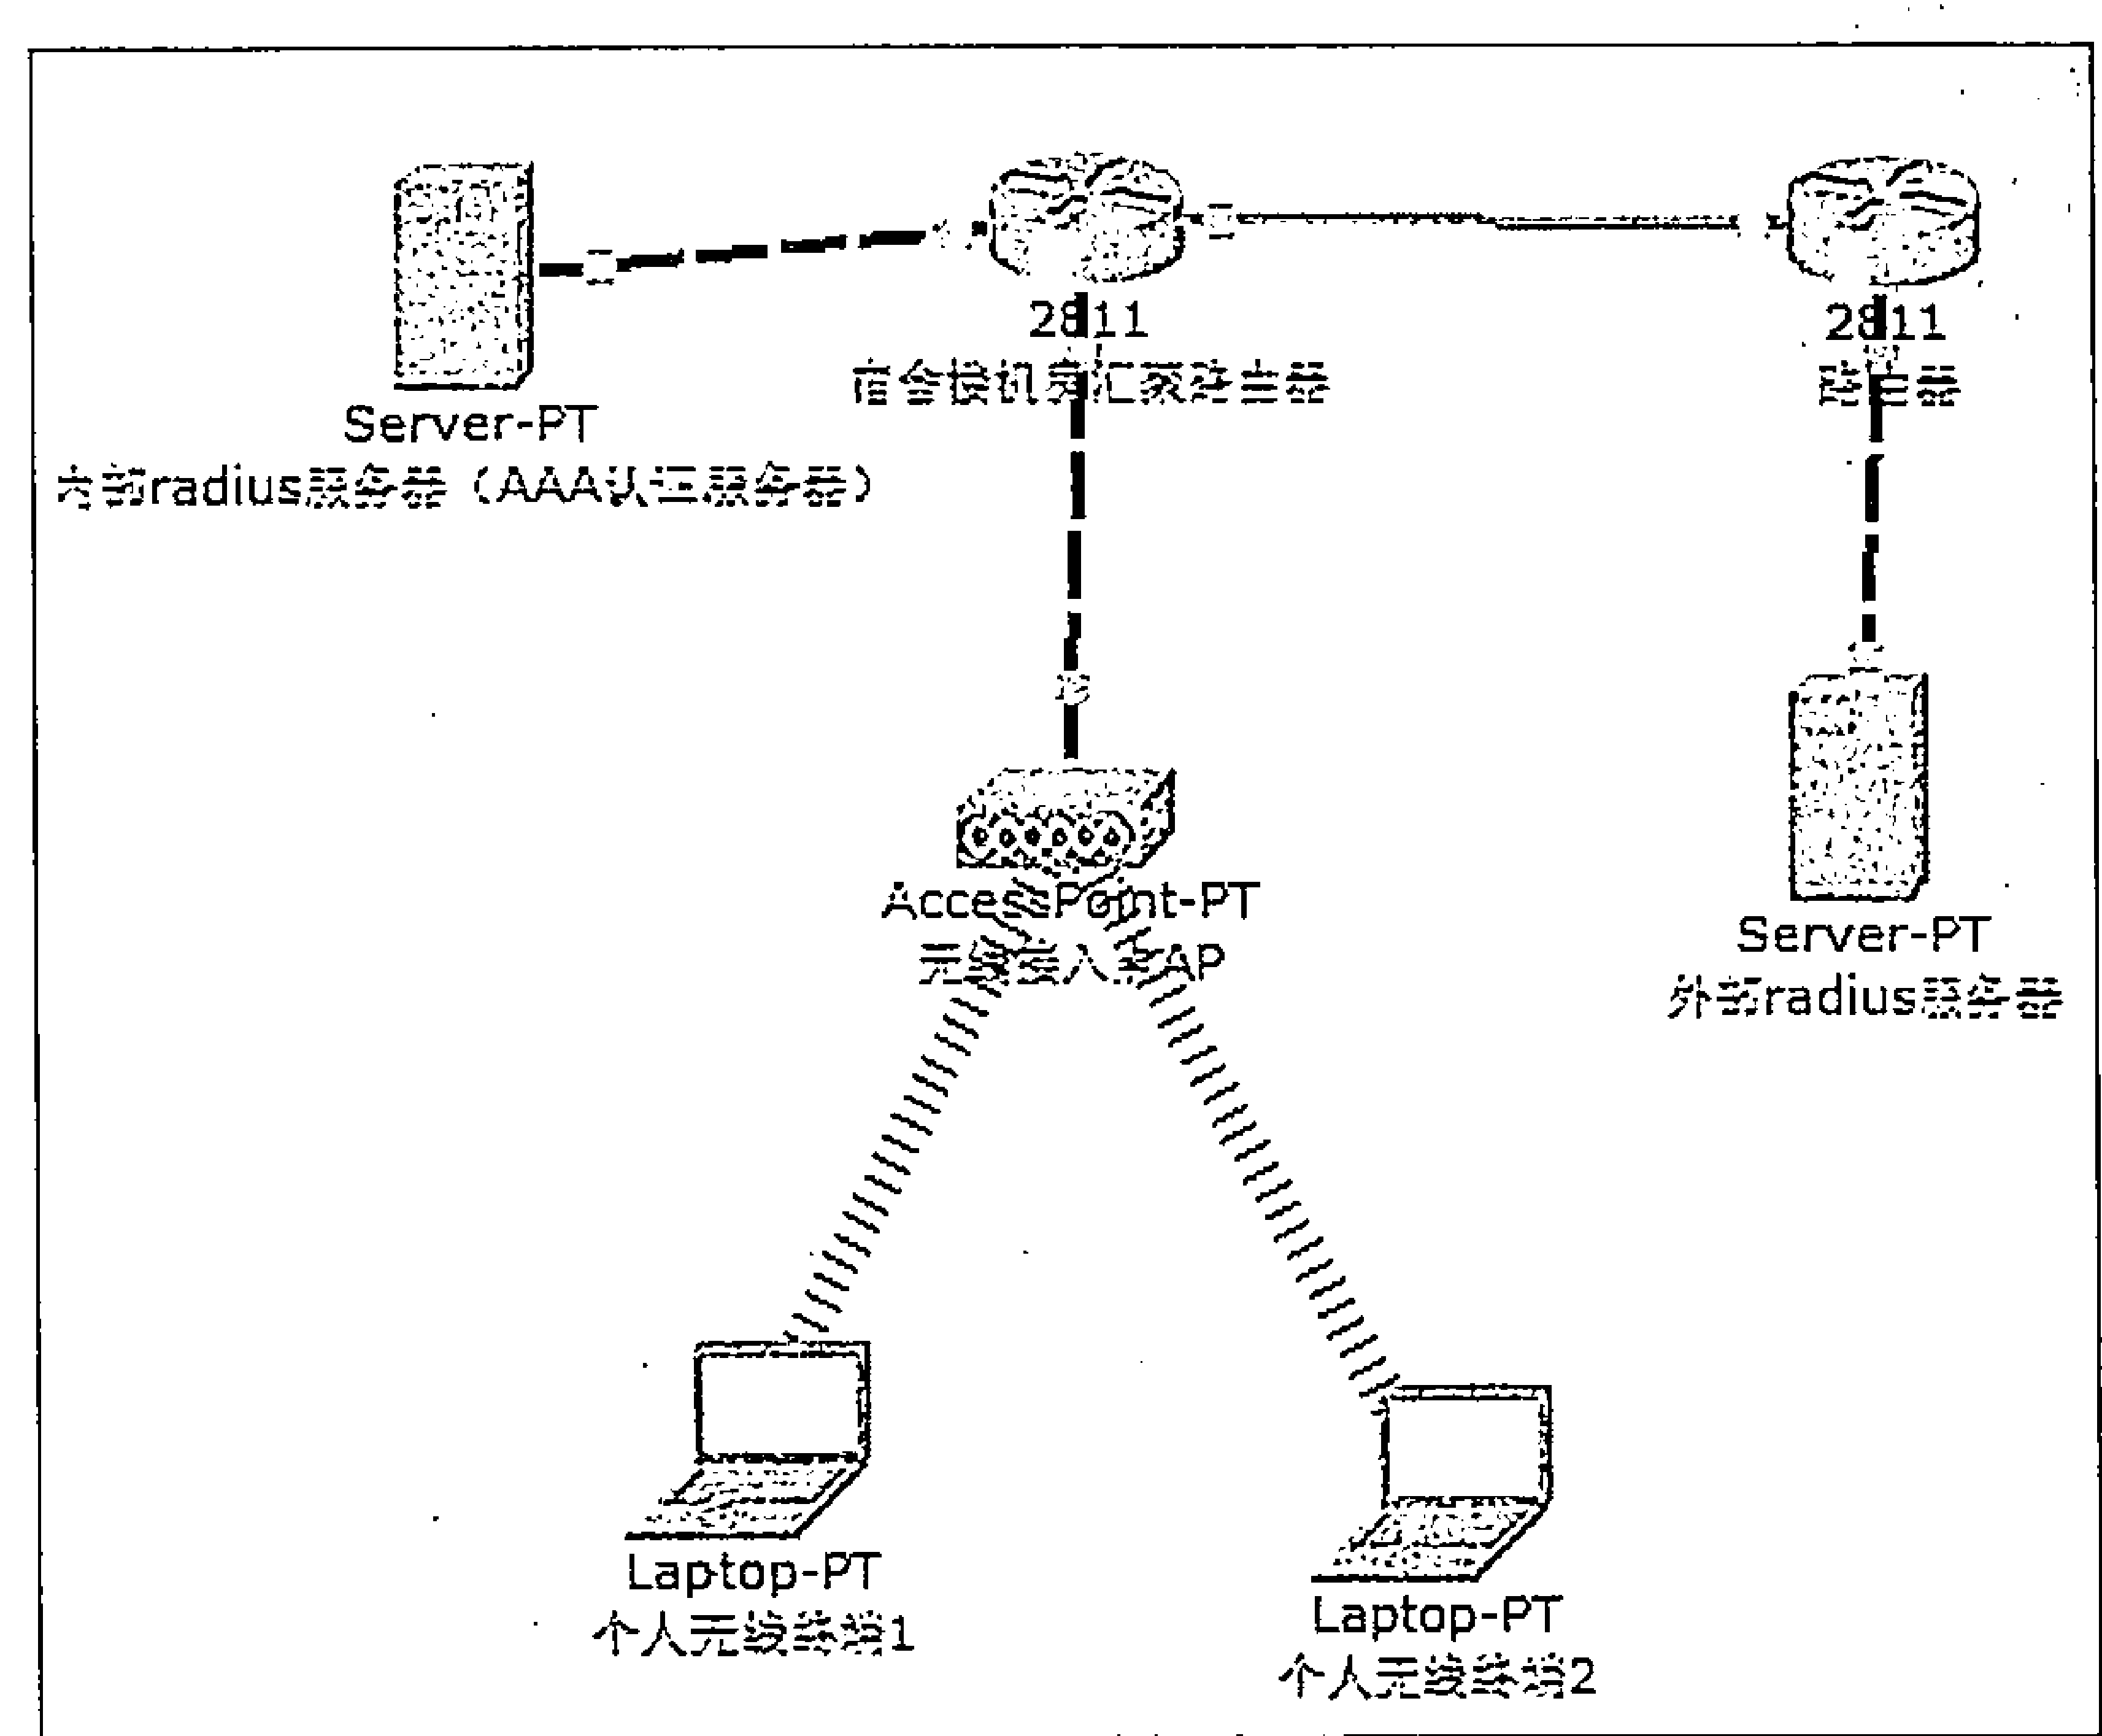 2811
宿舍楼机房汇聚路由器
2811
路由器
Server-PT
内部radius服务器（AAA认证服务器）
AccessPoint-PT
无线接入点AP
Server-PT
外部radius服务器
Laptop-PT
个人无线终端1
Laptop-PT
个人无线终端2